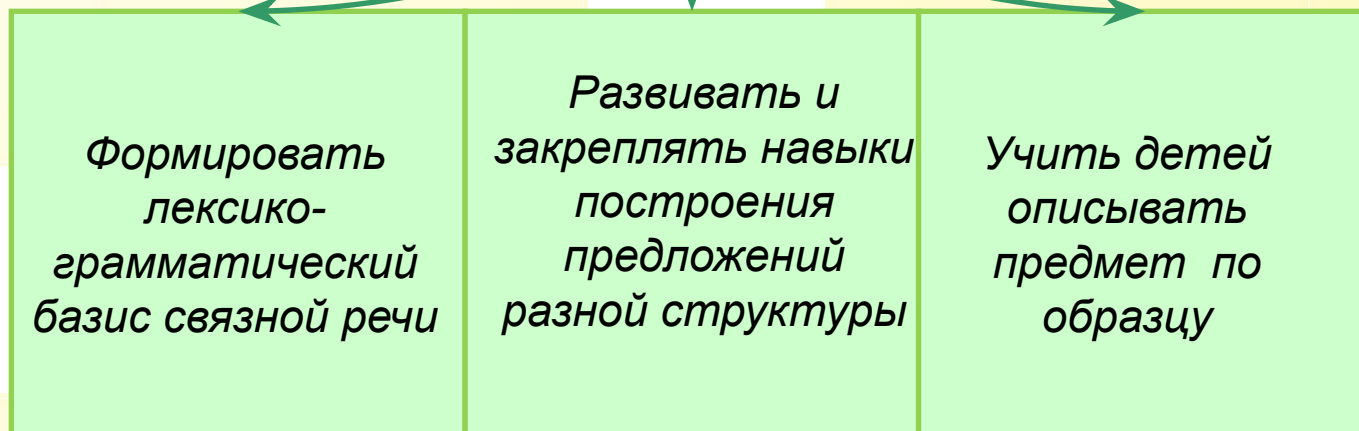 Формировать
лексико-
грамматический
базис связной речи
Развивать и
закреплять навыки
построения
предложений
разной структуры
Учить детей
описывать
предмет по
образцу